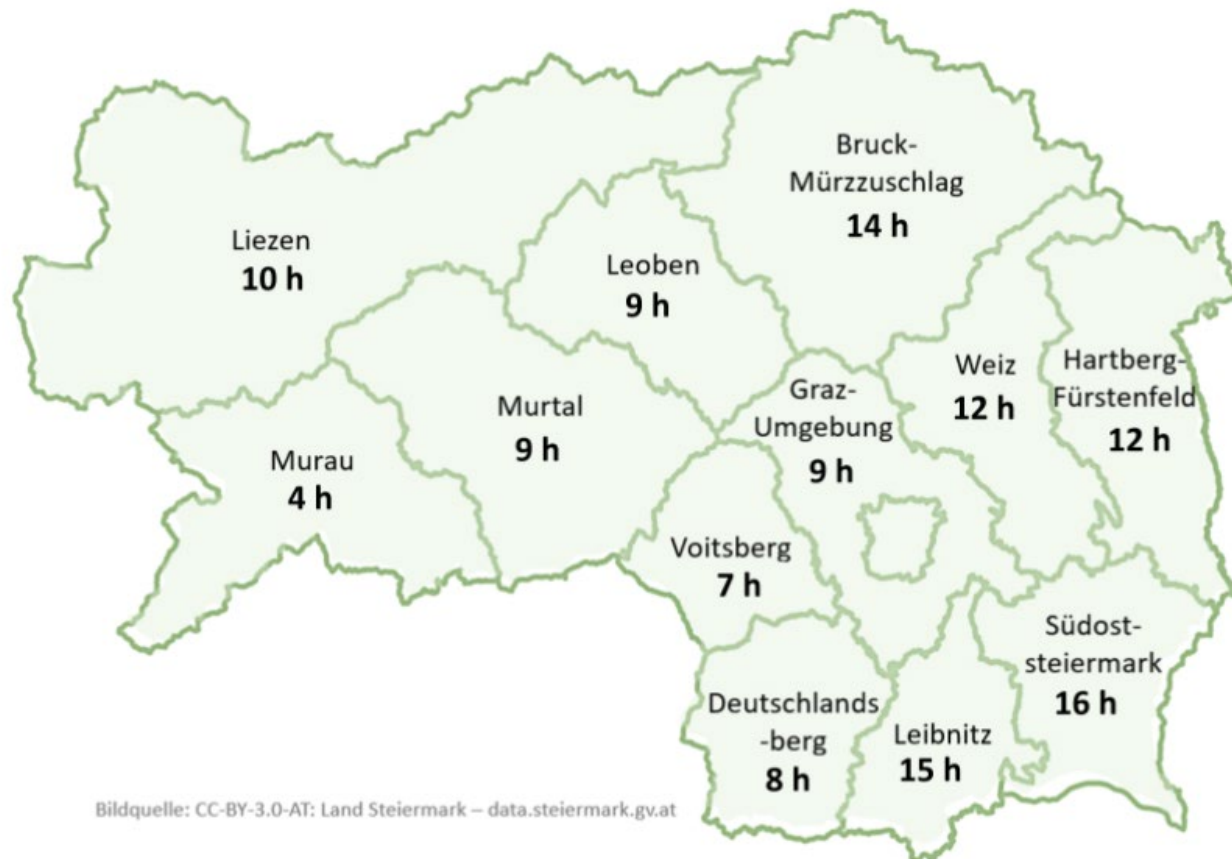 Bruck-
Mürzzuschlag
14 h
Liezen
10 h
Leoben
9 h
Weiz
12 h
Hartberg-
Fürstenfeld
12 h
Graz-
Umgebung
9 h
Murtal
9 h
Murau
4 h
Voitsberg
7 h
Südost-
steiermark
16 h
Deutschlands
-berg
8 h
Leibnitz
15 h
Bildquelle: CC-BY-3.0-AT: Land Steiermark – data.steiermark.gv.at